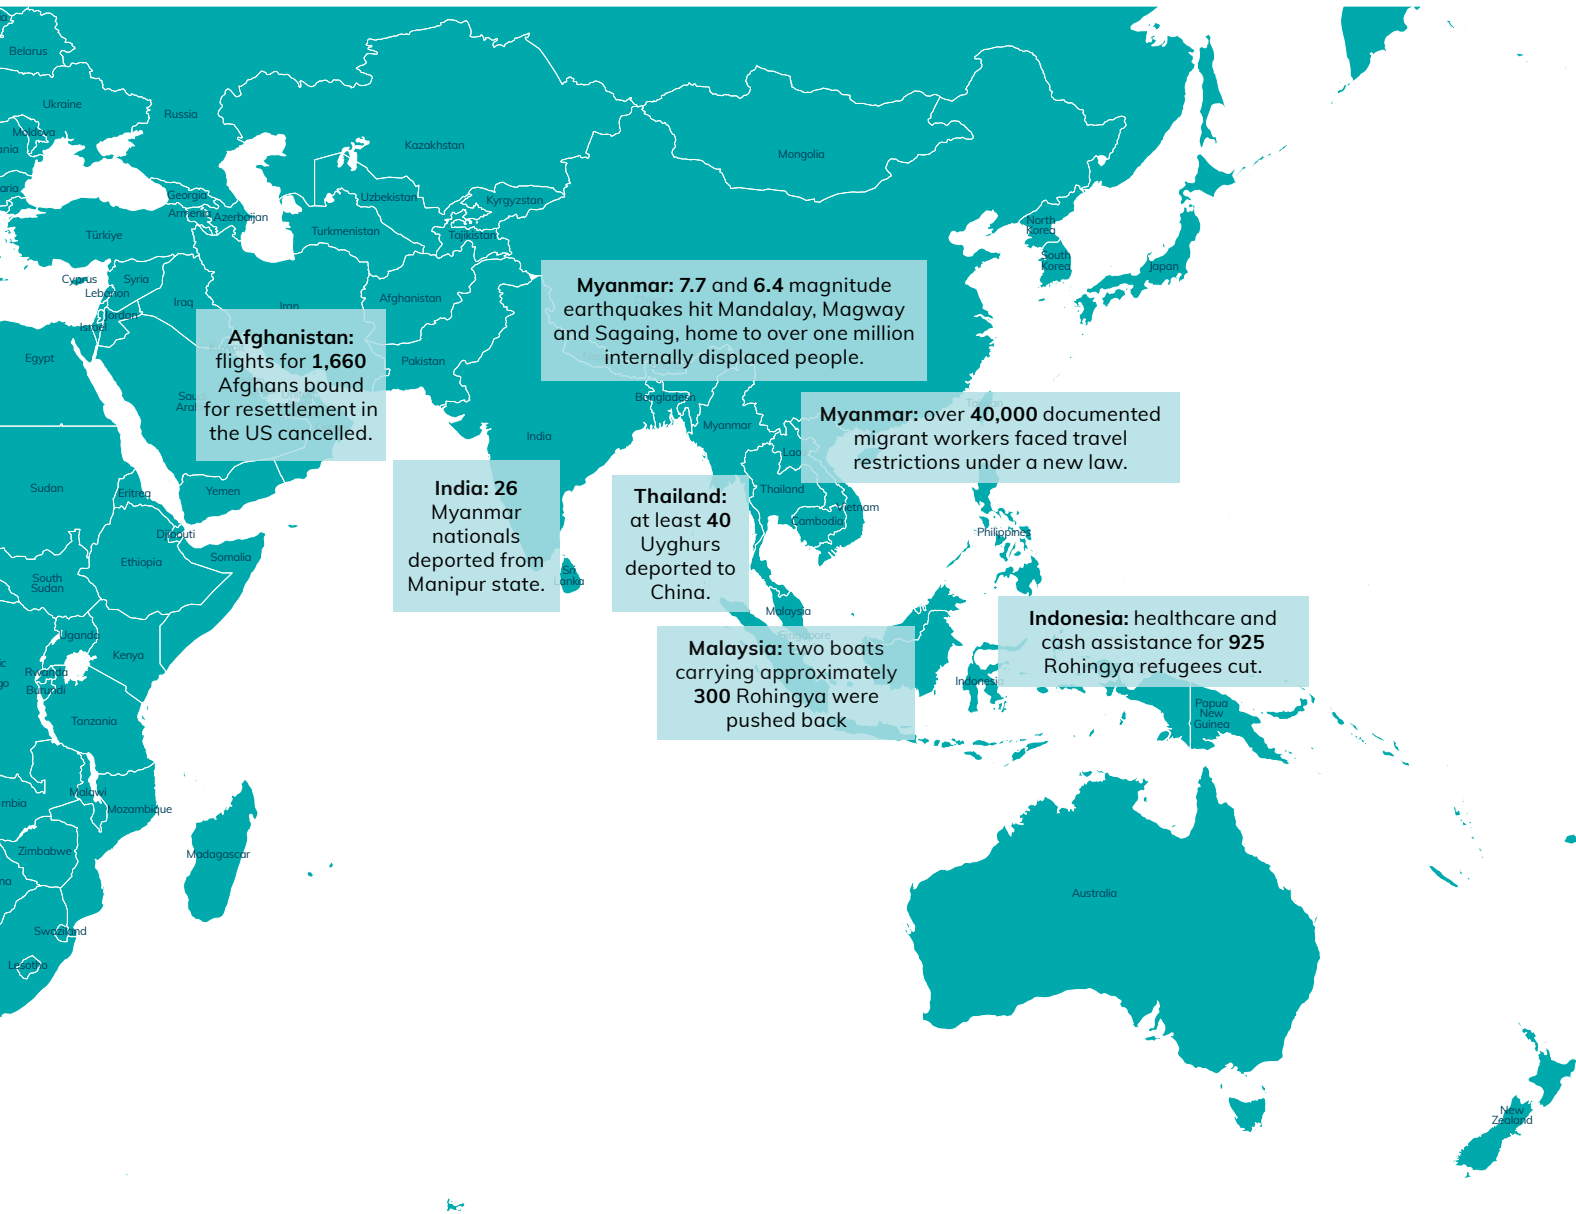 Belarus
Ukraine
Russia
Moldova
Kazakhstan
Mongolia
Georgia
Armenia
Azerbaijan
Uzbekistan
Kyrgyzstan
Türkiye
Turkmenistan
Tajikistan
North
Korea
South
Korea
Japan
Cyprus
Syria
Lebanon
Iraq
Iran
Jordan
Israel
Afghanistan
Egypt
Pakistan
Myanmar: 7.7 and 6.4 magnitude
earthquakes hit Mandalay, Magway
and Sagaing, home to over one million
internally displaced people.
Afghanistan:
flights for 1,660
Afghans bound
for resettlement in
the US cancelled.
Bangladesh
India
Myanmar
Myanmar: over 40,000 documented
migrant workers faced travel
restrictions under a new law.
Sudan
Eritrea
Yemen
Djibouti
Ethiopia
Somalia
South
Sudan
India: 26
Myanmar
nationals
deported from
Manipur state.
Sri
Lanka
Thailand:
at least 40
Uyghurs
deported to
China.
Thailand
Vietnam
Cambodia
Philippines
Malaysia
Singapore
Uganda
Kenya
Rwanda
Burundi
Tanzania
Malaysia: two boats
carrying approximately
300 Rohingya were
pushed back
Indonesia: healthcare and
cash assistance for 925
Rohingya refugees cut.
Indonesia
Papua
New
Guinea
Malawi
Mozambique
Zimbabwe
Madagascar
Swaziland
Lesotho
Australia
New
Zealand